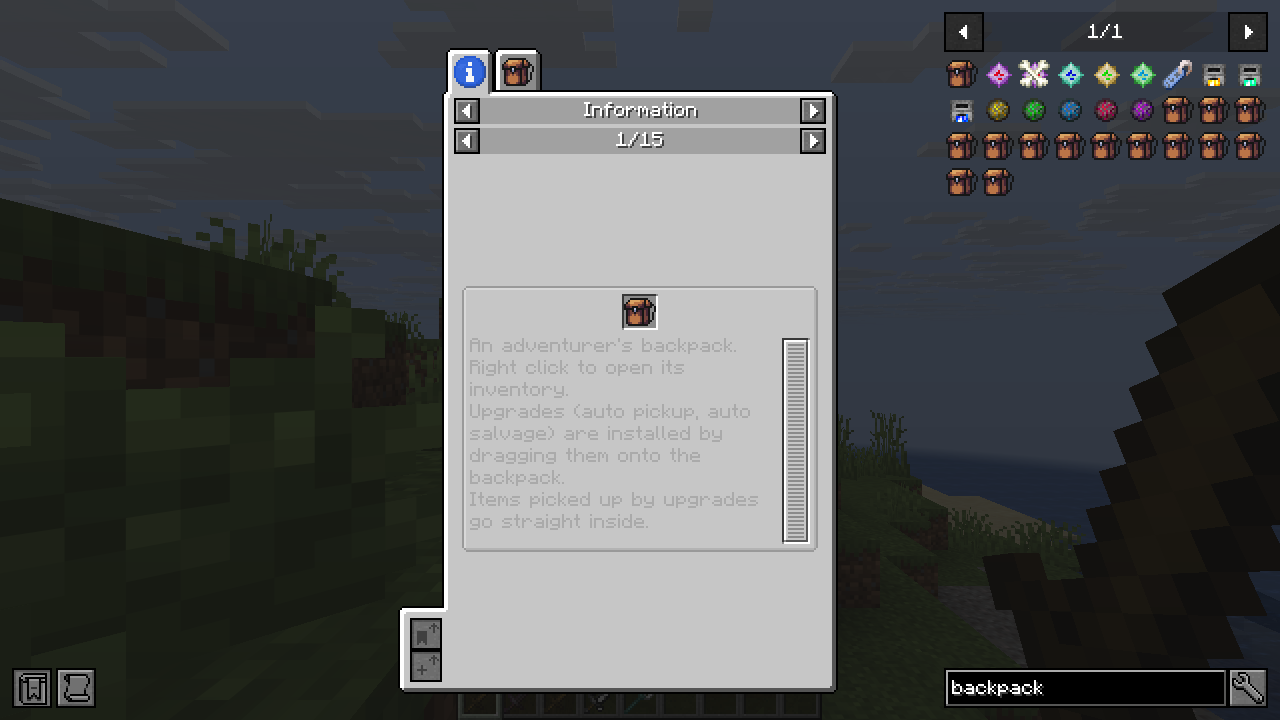 1/1
Information
1/15
An adventurer's backpack.
Right click to open its
inventory.
Upgrades (auto pickup, auto
salvage) are installed by
dragging them onto the
backpack.
Items picked up by upgrades
go straight inside.
backpack